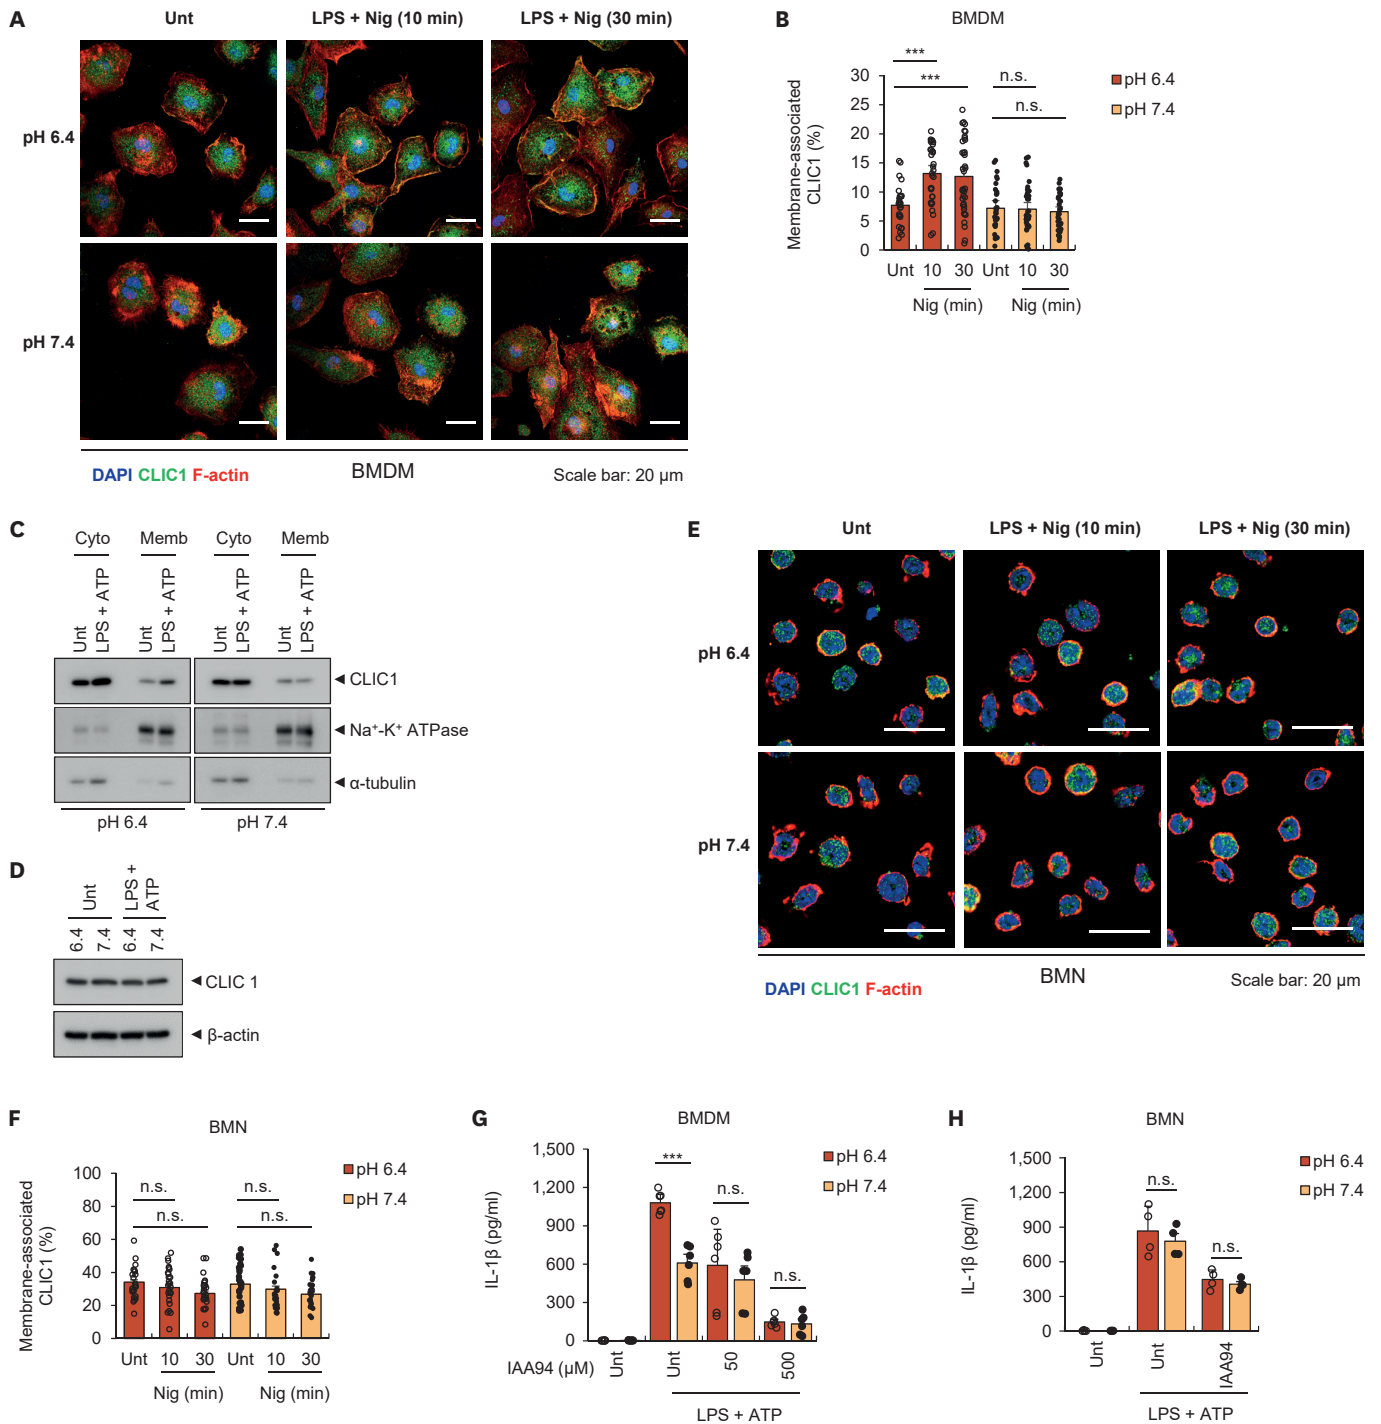 A
Unt
LPS + Nig (10 min)
LPS + Nig (30 min)
pH 6.4
pH 7.4
DAPI CLIC1 F-actin
BMDM
Scale bar: 20 µm
B
BMDM
Membrane-associated
CLIC1 (%)
30
25
20
15
10
5
0
***
***
n.s.
n.s.
pH 6.4
pH 7.4
Unt 10 30 Unt 10 30
Nig (min) Nig (min)
C
Cyto Memb Cyto Memb
Unt
LPS + ATP
Unt
LPS + ATP
Unt
LPS + ATP
Unt
LPS + ATP
CLIC1
Na⁺-K⁺ ATPase
α-tubulin
pH 6.4 pH 7.4
D
Unt
LPS +
ATP
6.4
7.4
6.4
7.4
CLIC 1
β-actin
E
Unt
LPS + Nig (10 min)
LPS + Nig (30 min)
pH 6.4
pH 7.4
DAPI CLIC1 F-actin
BMN
Scale bar: 20 µm
F
BMN
Membrane-associated
CLIC1 (%)
100
80
60
40
20
0
n.s.
n.s.
n.s.
n.s.
pH 6.4
pH 7.4
Unt 10 30 Unt 10 30
Nig (min) Nig (min)
G
BMDM
IL-1β (pg/ml)
1,500
1,200
900
600
300
0
***
n.s.
n.s.
pH 6.4
pH 7.4
IAA94 (µM)
Unt
Unt
50
500
LPS + ATP
H
BMN
IL-1β (pg/ml)
1,500
1,200
900
600
300
0
n.s.
n.s.
pH 6.4
pH 7.4
Unt
Unt
IAA94
LPS + ATP